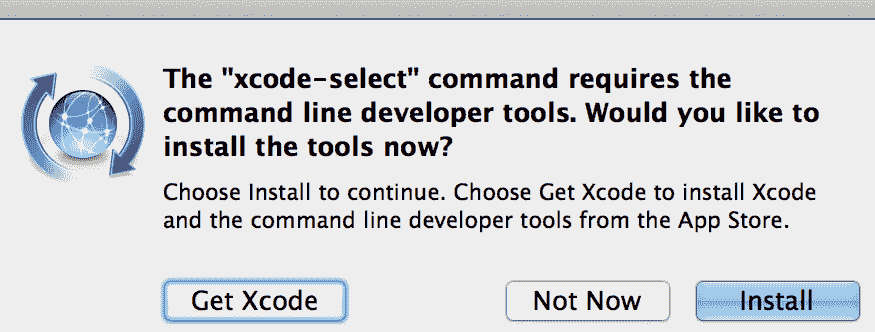 The "xcode-select" command requires the
command line developer tools. Would you like to
install the tools now?
Choose Install to continue. Choose Get Xcode to install Xcode
and the command line developer tools from the App Store.
Get Xcode
Not Now
Install